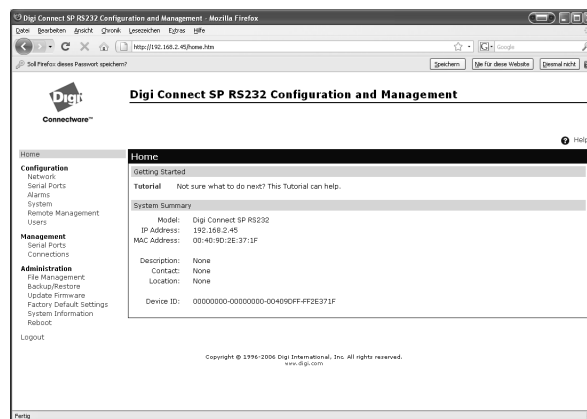 Digi Connect SP RS232 Configuration and Management - Mozilla Firefox
Datei Bearbeiten Ansicht Chronik Lesezeichen Extras Hilfe
http://192.168.2.45/home.htm
Google
Soll Firefox dieses Passwort speichern?
Speichern Nie für diese Website Diesmal nicht
Digi
Connectware™
Digi Connect SP RS232 Configuration and Management
Help
Home
Configuration
Network
Serial Ports
Alarms
System
Remote Management
Users
Management
Serial Ports
Connections
Administration
File Management
Backup/Restore
Update Firmware
Factory Default Settings
System Information
Reboot
Logout
Home
Getting Started
Tutorial Not sure what to do next? This Tutorial can help.
System Summary
Model: Digi Connect SP RS232
IP Address: 192.168.2.45
MAC Address: 00:40:9D:2E:37:1F
Description: None
Contact: None
Location: None
Device ID: 00000000-00000000-00409DFF-FF2E371F
Copyright © 1996-2006 Digi International, Inc. All rights reserved.
www.digi.com
Fertig